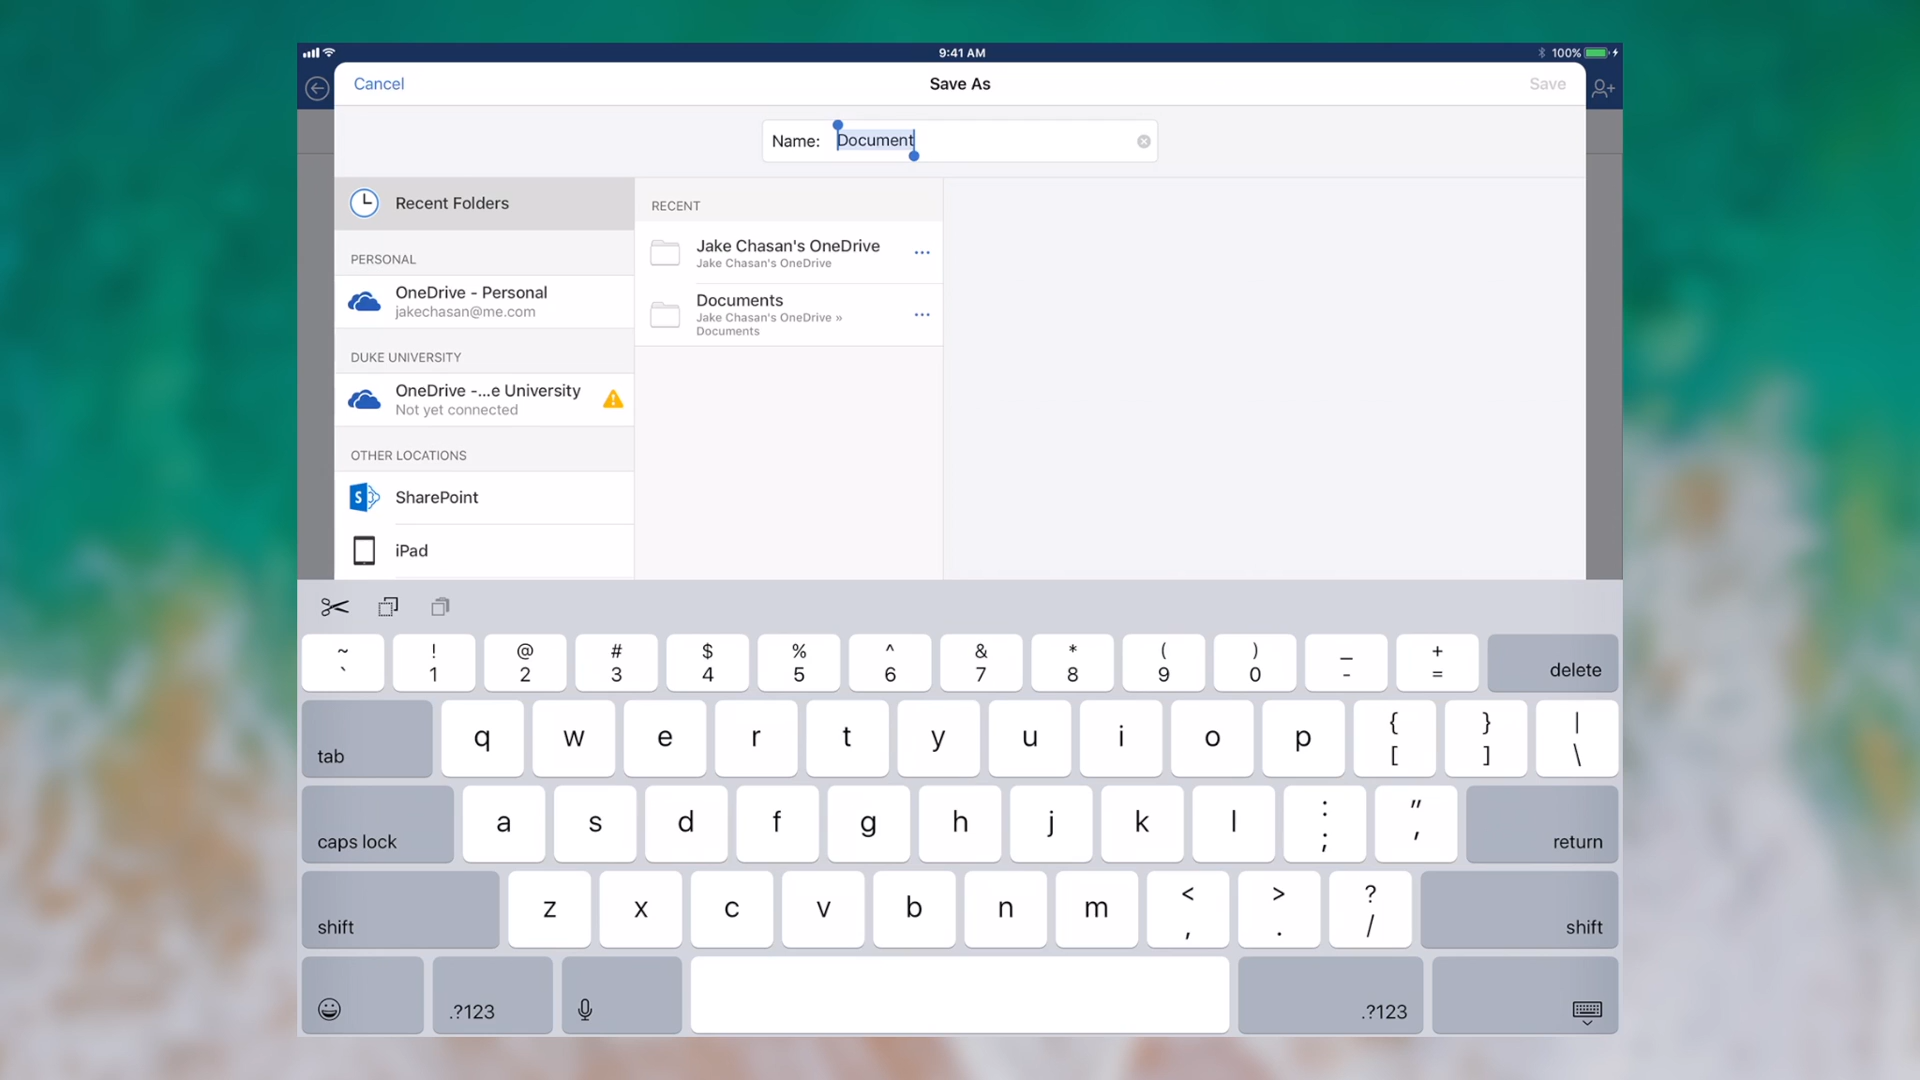 9:41 AM
100%
Cancel
Save As
Save
Name: Document
Recent Folders
PERSONAL
OneDrive - Personal
jakechasan@me.com
DUKE UNIVERSITY
OneDrive -...e University
Not yet connected
OTHER LOCATIONS
S SharePoint
iPad
RECENT
Jake Chasan's OneDrive
Jake Chasan's OneDrive
Documents
Jake Chasan's OneDrive »
Documents
~ ! @ # $ % ^ & * ( ) _ +
` 1 2 3 4 5 6 7 8 9 0 - = delete
tab q w e r t y u i o p { [ } ] | \
caps lock a s d f g h j k l : ; " ' return
shift z x c v b n m < , > . ? / shift
.?123 .?123